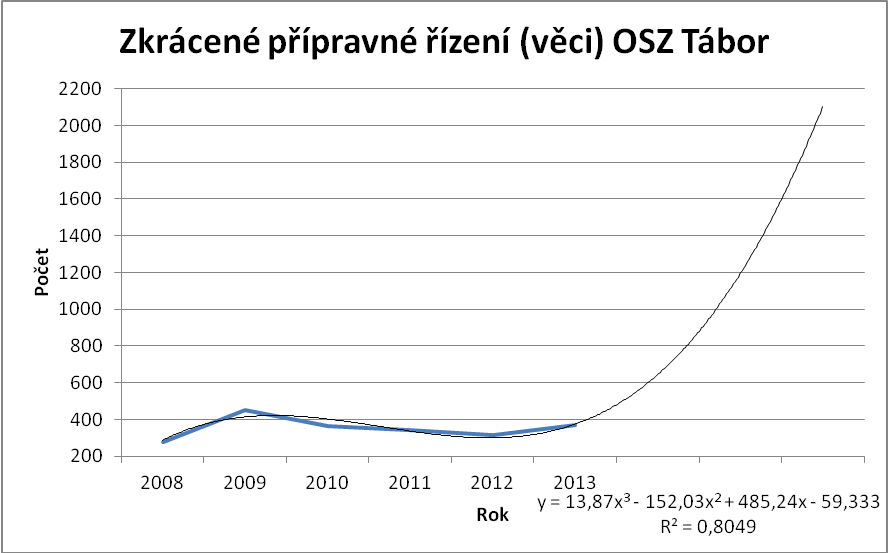 Zkrácené přípravné řízení (věci) OSZ Tábor
2200
2000
1800
1600
1400
1200
1000
800
600
400
200
Počet
2008 2009 2010 2011 2012 2013
Rok
y = 13,87x³ - 152,03x² + 485,24x - 59,333
R² = 0,8049